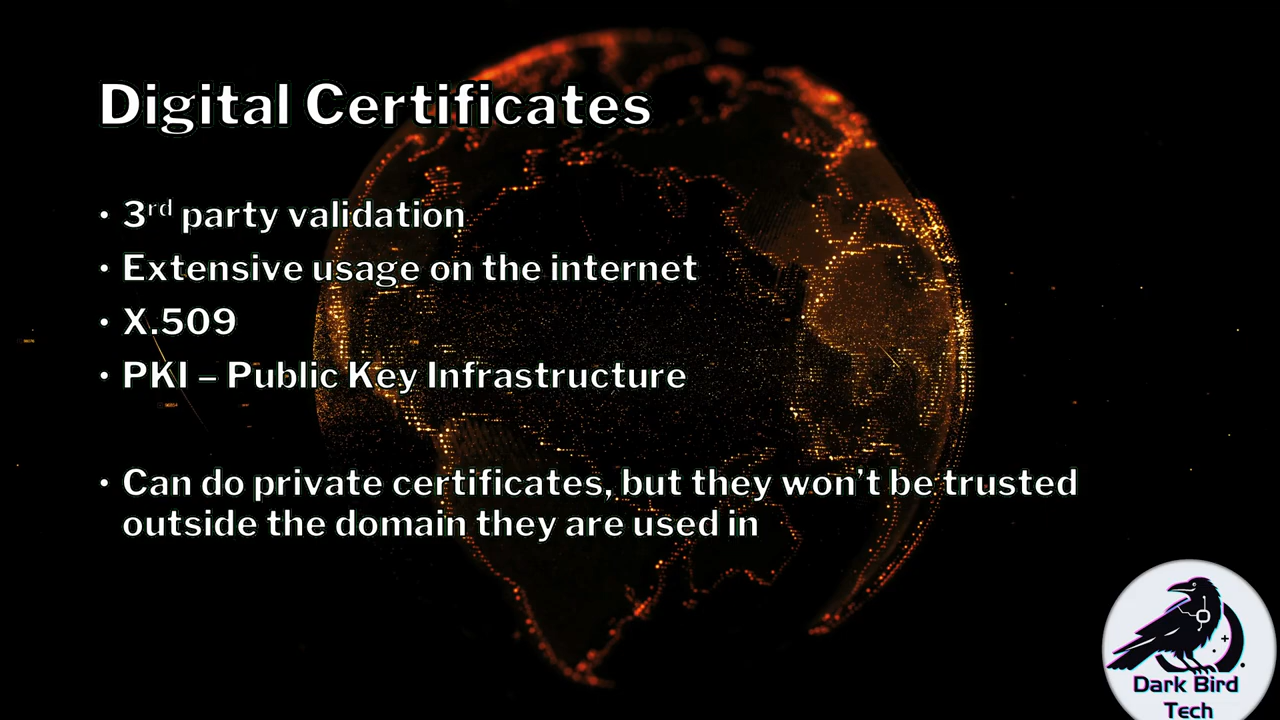 Digital Certificates
• 3rd party validation
• Extensive usage on the internet
• X.509
• PKI – Public Key Infrastructure
• Can do private certificates, but they won’t be trusted
outside the domain they are used in
Dark Bird
Tech